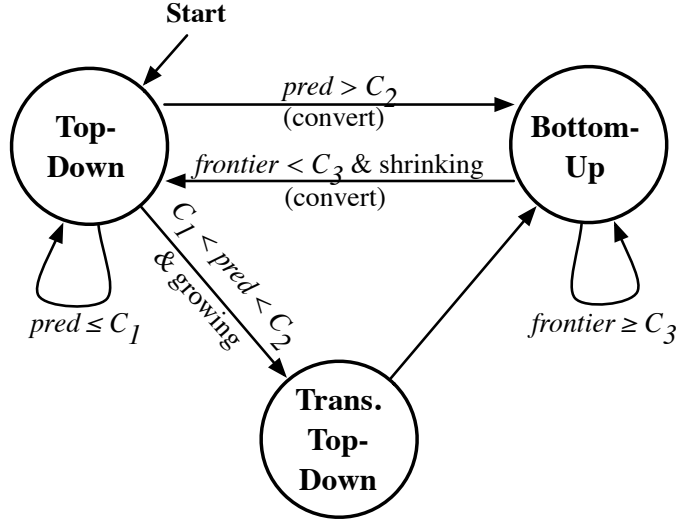 Start
pred > C2
(convert)
Top-
Down
Bottom-
Up
frontier < C3 & shrinking
(convert)
C1 < pred < C2
& growing
pred ≤ C1
frontier ≥ C3
Trans.
Top-
Down